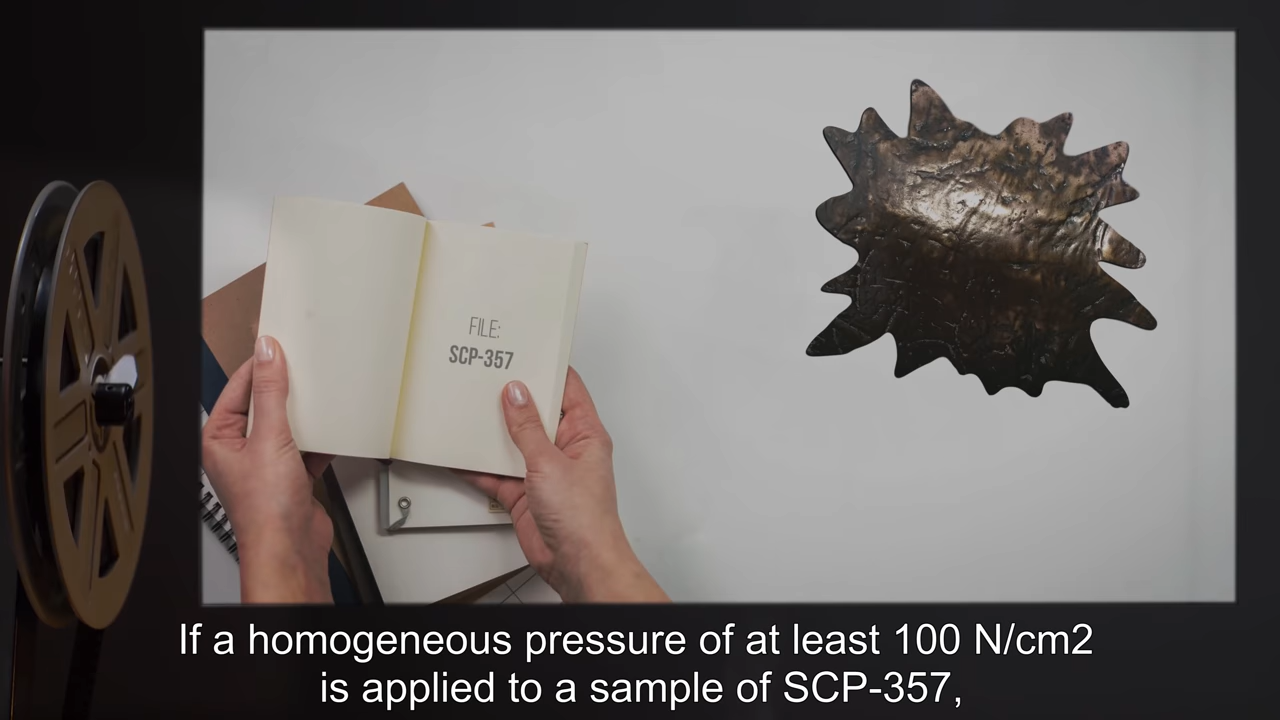 FILE:
SCP-357
If a homogeneous pressure of at least 100 N/cm2
is applied to a sample of SCP-357,